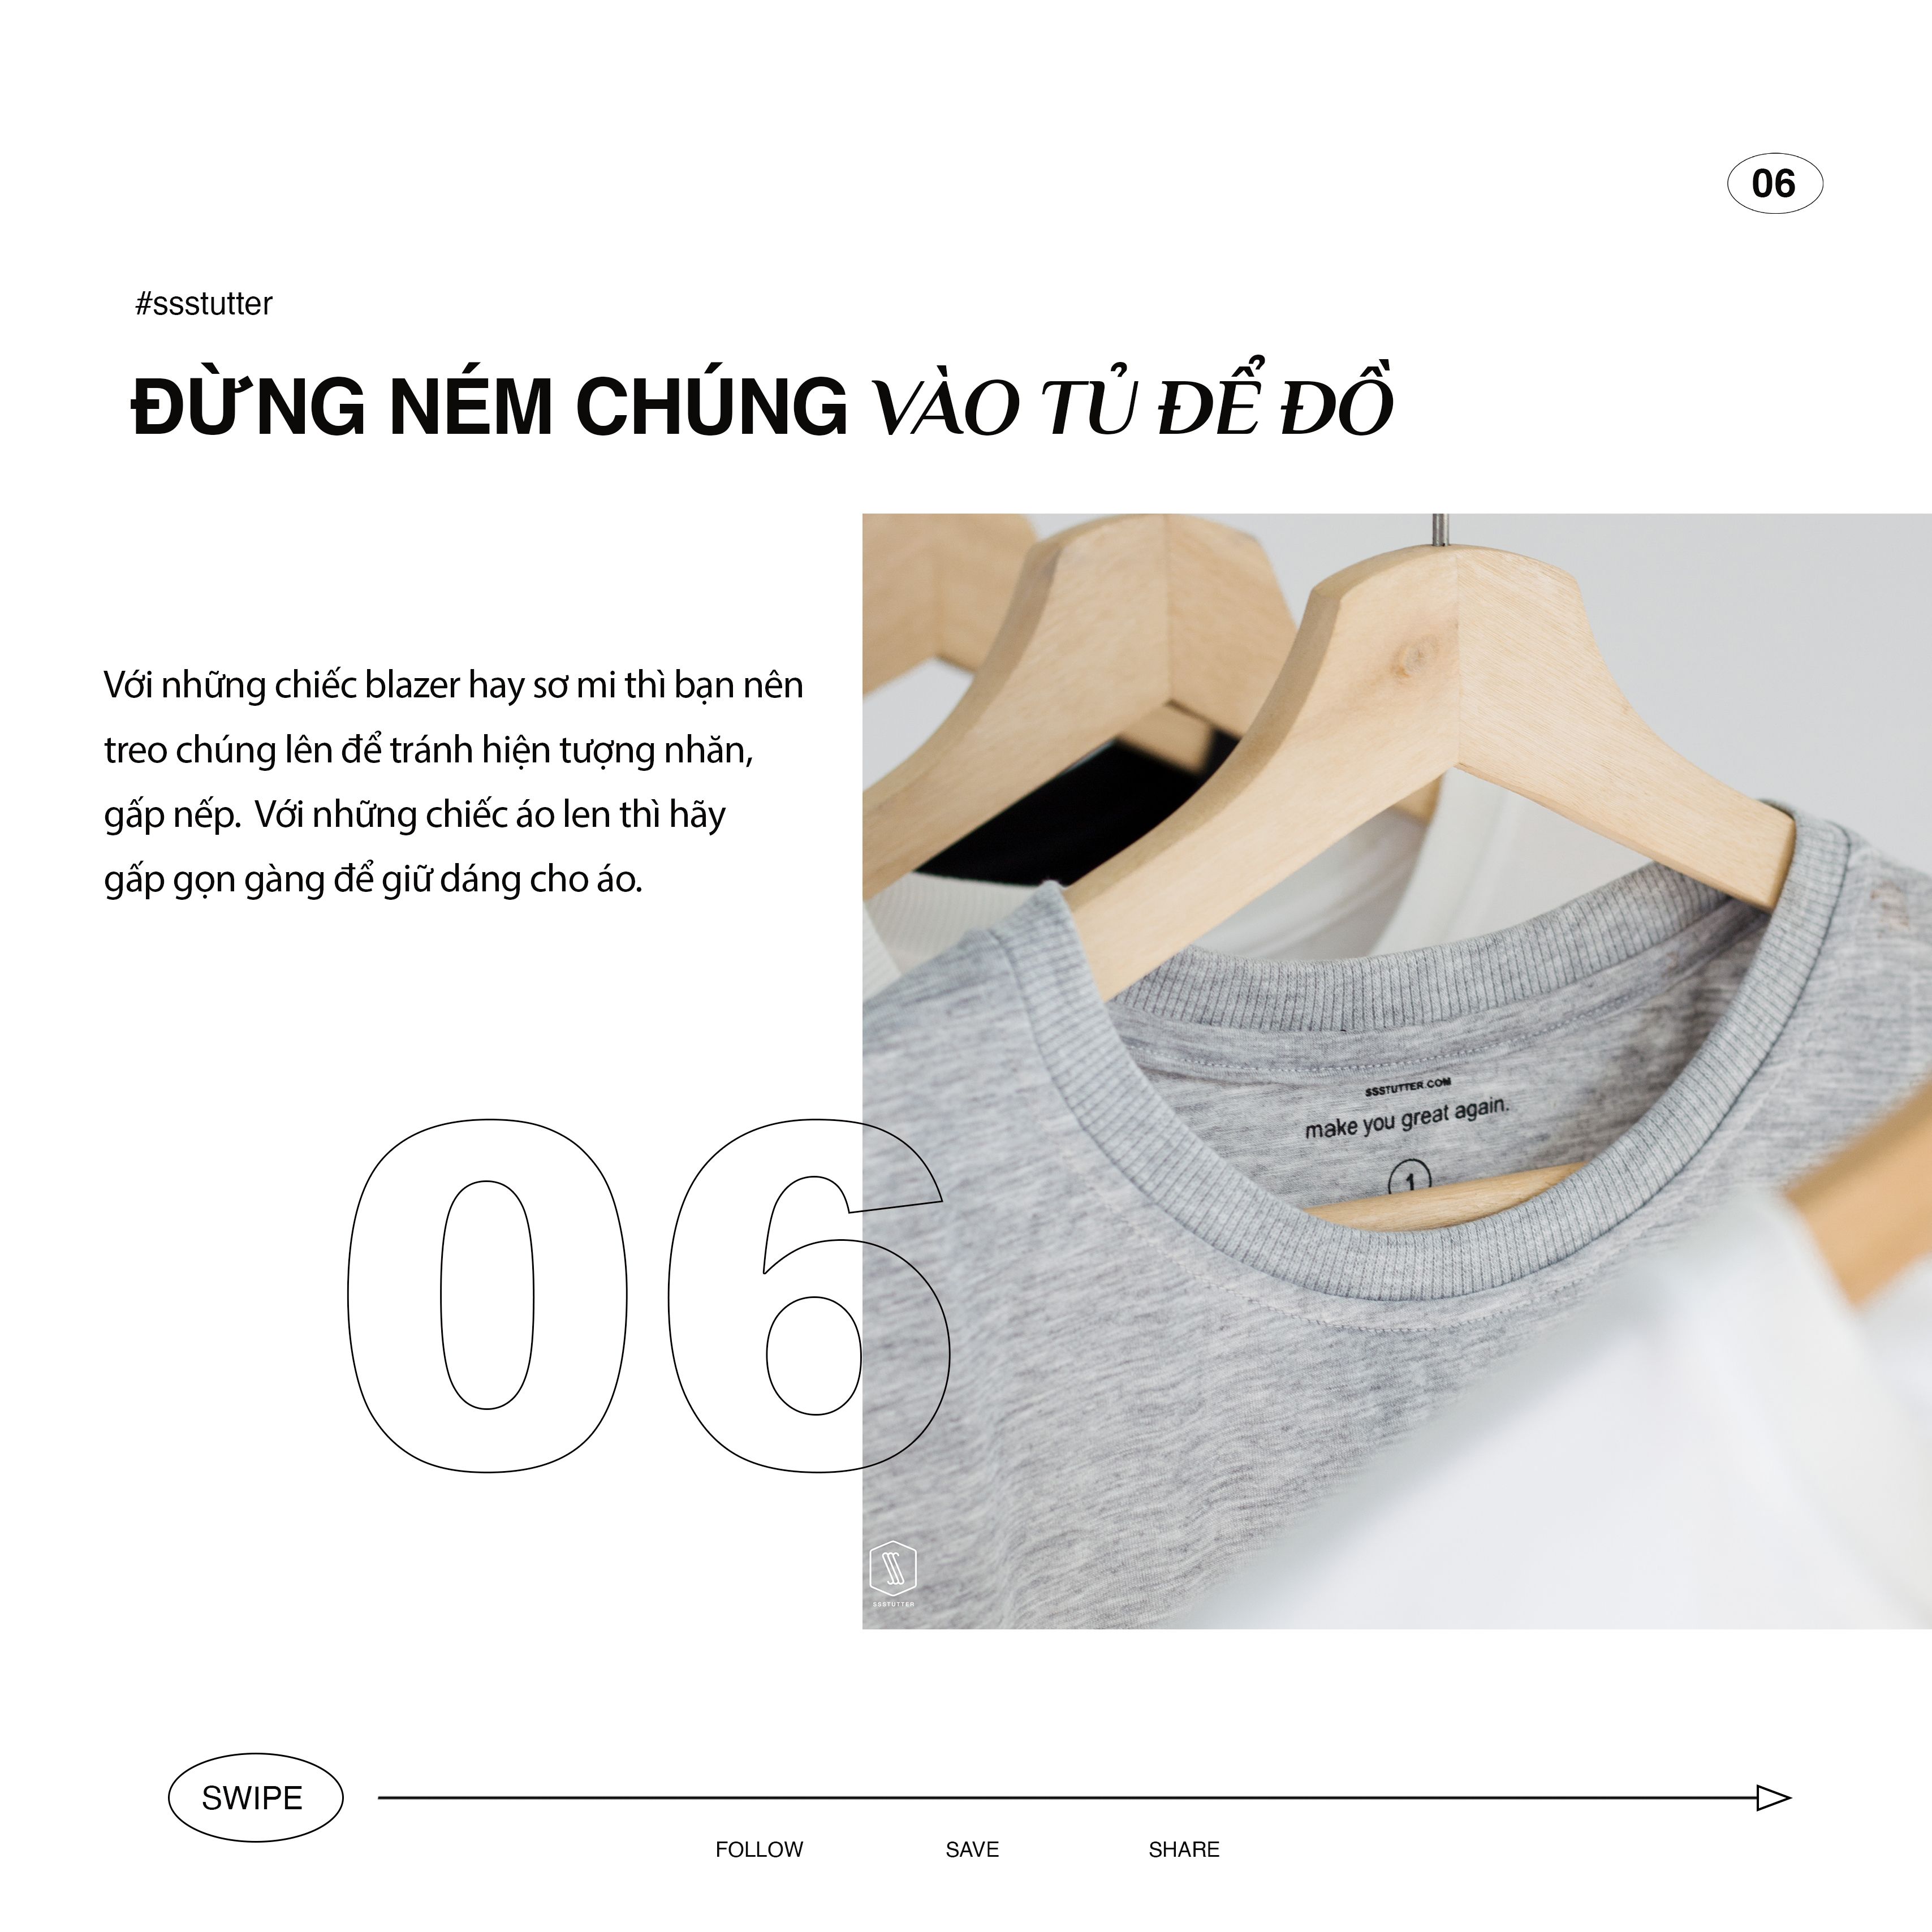 06
#ssstutter
ĐỪNG NÉM CHÚNG VÀO TỦ ĐỂ ĐỒ
Với những chiếc blazer hay sơ mi thì bạn nên
treo chúng lên để tránh hiện tượng nhăn,
gấp nếp. Với những chiếc áo len thì hãy
gấp gọn gàng để giữ dáng cho áo.
SSSTUTTER.COM
make you great again.
1
06
SSSTUTTER
SWIPE
FOLLOW SAVE SHARE